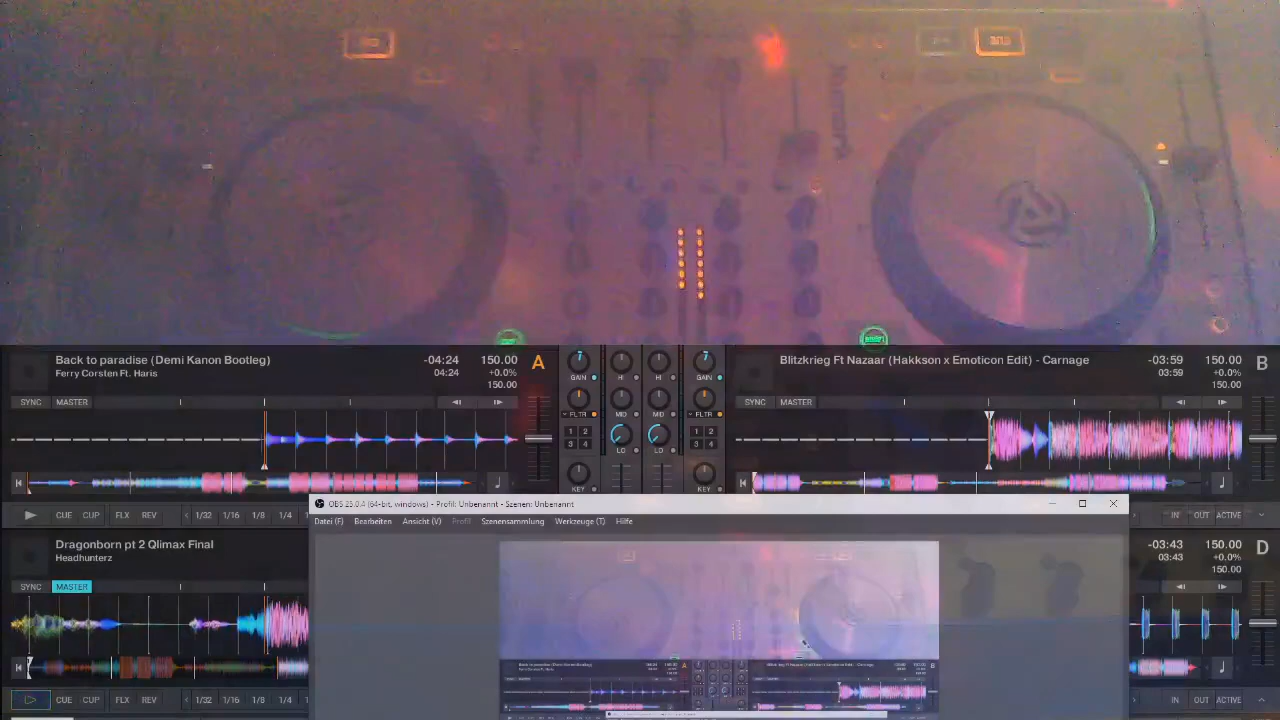 CUE
Back to paradise (Demi Kanon Bootleg)
Ferry Corsten Ft. Haris
-04:24
04:24
150.00
+0.0%
150.00
A
SYNC
MASTER
GAIN
HI
HI
GAIN
FLTR
MID
MID
FLTR
1 2
3 4
LO
LO
1 2
3 4
KEY
KEY
Blitzkrieg Ft Nazaar (Hakkson x Emoticon Edit) - Carnage
-03:59
03:59
150.00
+0.0%
150.00
B
SYNC
MASTER
CUE
CUP
FLX
REV
1/32
1/16
1/8
1/4
IN
OUT
ACTIVE
OBS 25.0.4 (64-bit, windows) - Profil: Unbenannt - Szenen: Unbenannt
Datei (F)
Bearbeiten
Ansicht (V)
Profil
Szenensammlung
Werkzeuge (T)
Hilfe
Dragonborn pt 2 Qlimax Final
Headhunterz
SYNC
MASTER
-03:43
03:43
150.00
+0.0%
150.00
D
CUE
CUP
FLX
REV
1/32
1/16
1/8
1/4
IN
OUT
ACTIVE